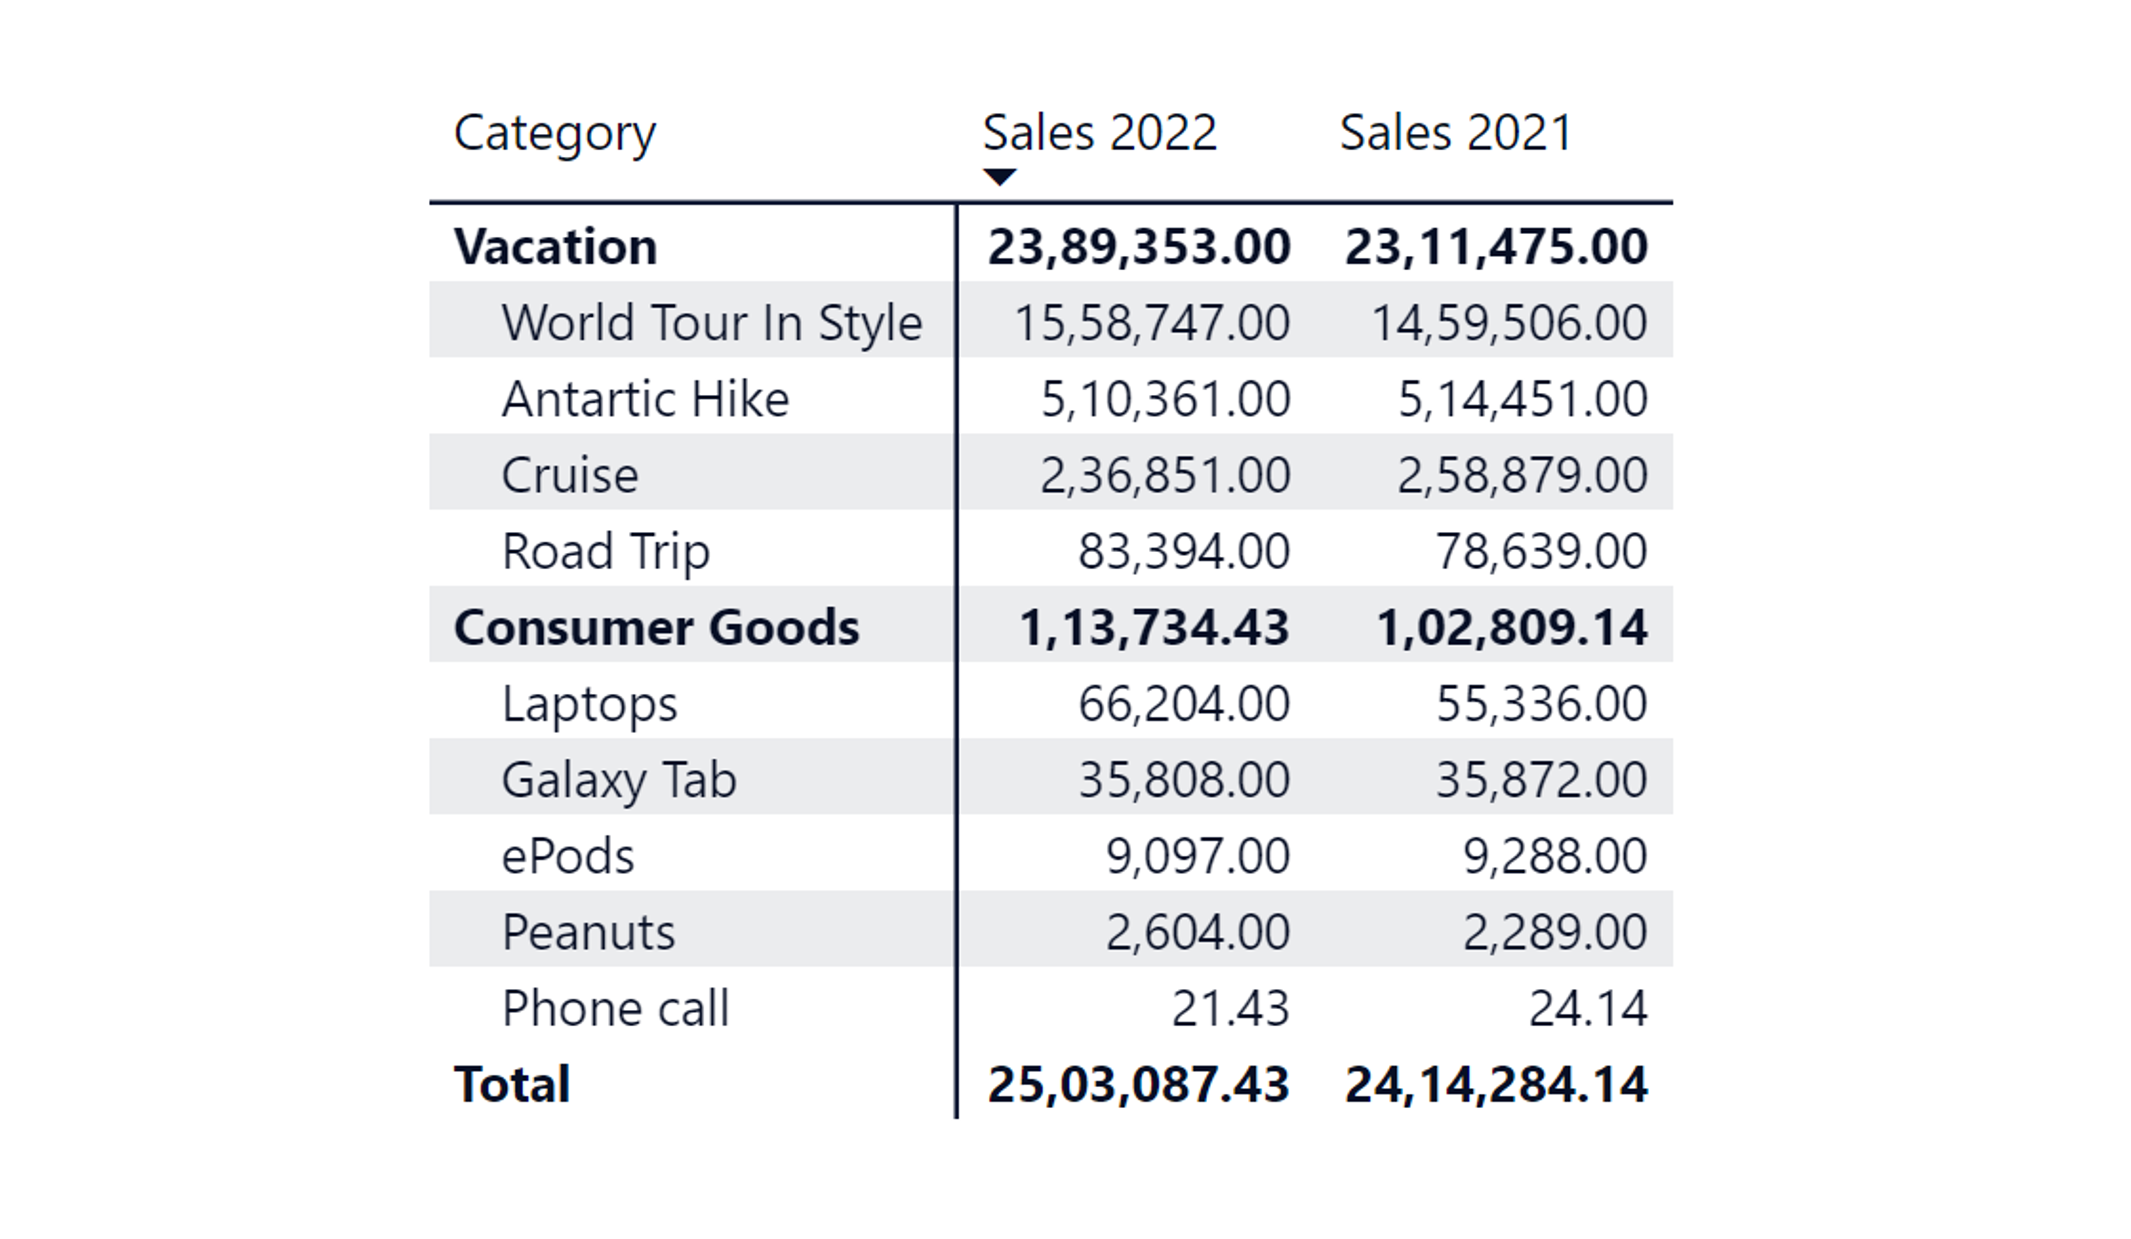 Category Sales 2022 Sales 2021
Vacation 23,89,353.00 23,11,475.00
World Tour In Style 15,58,747.00 14,59,506.00
Antartic Hike 5,10,361.00 5,14,451.00
Cruise 2,36,851.00 2,58,879.00
Road Trip 83,394.00 78,639.00
Consumer Goods 1,13,734.43 1,02,809.14
Laptops 66,204.00 55,336.00
Galaxy Tab 35,808.00 35,872.00
ePods 9,097.00 9,288.00
Peanuts 2,604.00 2,289.00
Phone call 21.43 24.14
Total 25,03,087.43 24,14,284.14